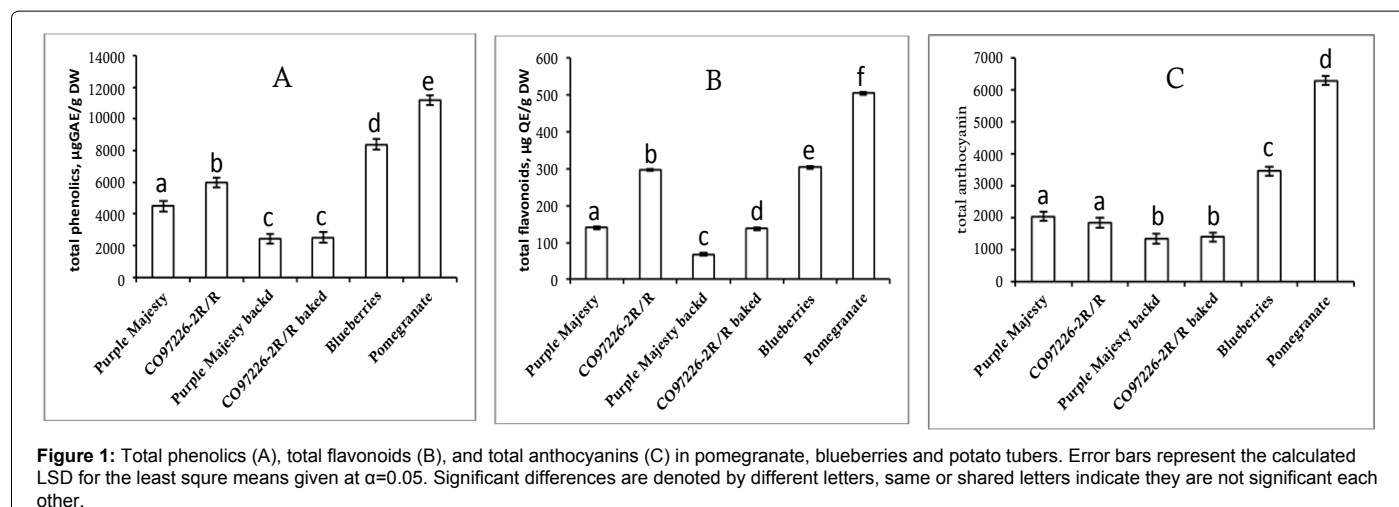 A
total phenolics, µgGAE/g DW
14000
12000
10000
8000
6000
4000
2000
0
a
b
c
c
d
e
Purple Majesty
CO97226-2R/R
Purple Majesty backd
CO97226-2R/R baked
Blueberries
Pomegranate
B
total flavonoids, µg QE/g DW
600
500
400
300
200
100
0
a
b
c
d
e
f
Purple Majesty
CO97226-2R/R
Purple Majesty backd
CO97226-2R/R baked
Blueberries
Pomegranate
C
total anthocyanin
7000
6000
5000
4000
3000
2000
1000
0
a
a
b
b
c
d
Purple Majesty
CO97226-2R/R
Purple Majesty backd
CO97226-2R/R baked
Blueberries
Pomegranate
Figure 1: Total phenolics (A), total flavonoids (B), and total anthocyanins (C) in pomegranate, blueberries and potato tubers. Error bars represent the calculated
LSD for the least squre means given at α=0.05. Significant differences are denoted by different letters, same or shared letters indicate they are not significant each
other.